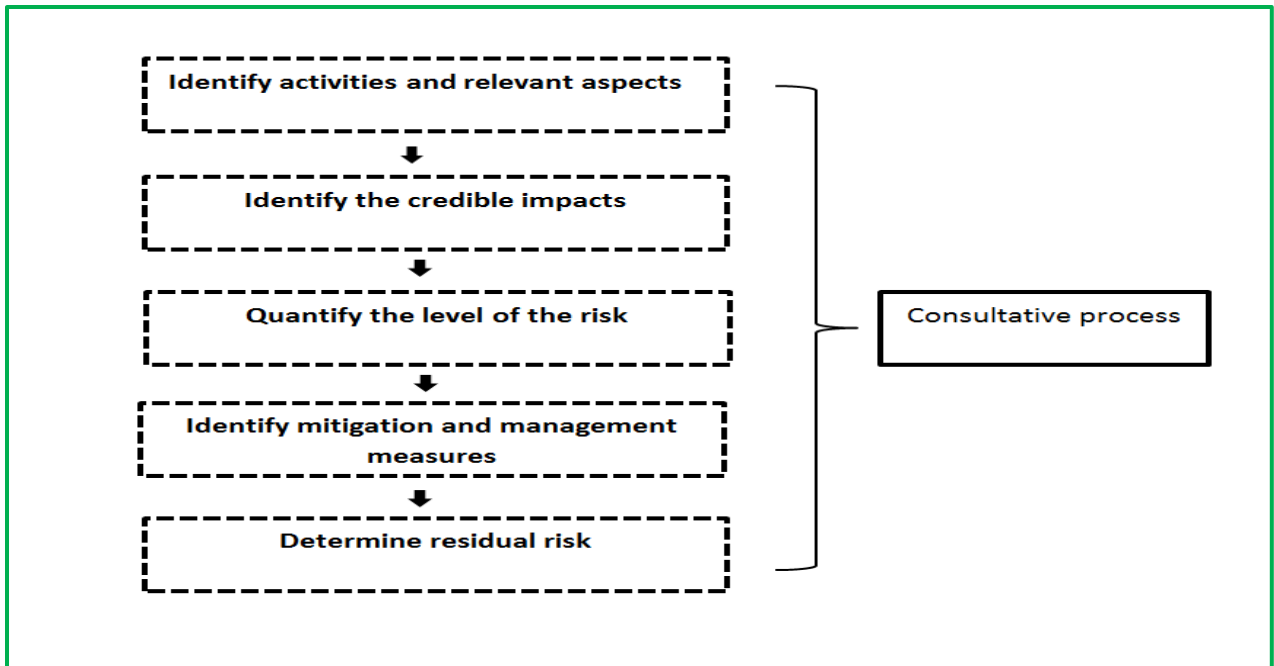 Identify activities and relevant aspects
Identify the credible impacts
Quantify the level of the risk
Identify mitigation and management
measures
Determine residual risk
Consultative process